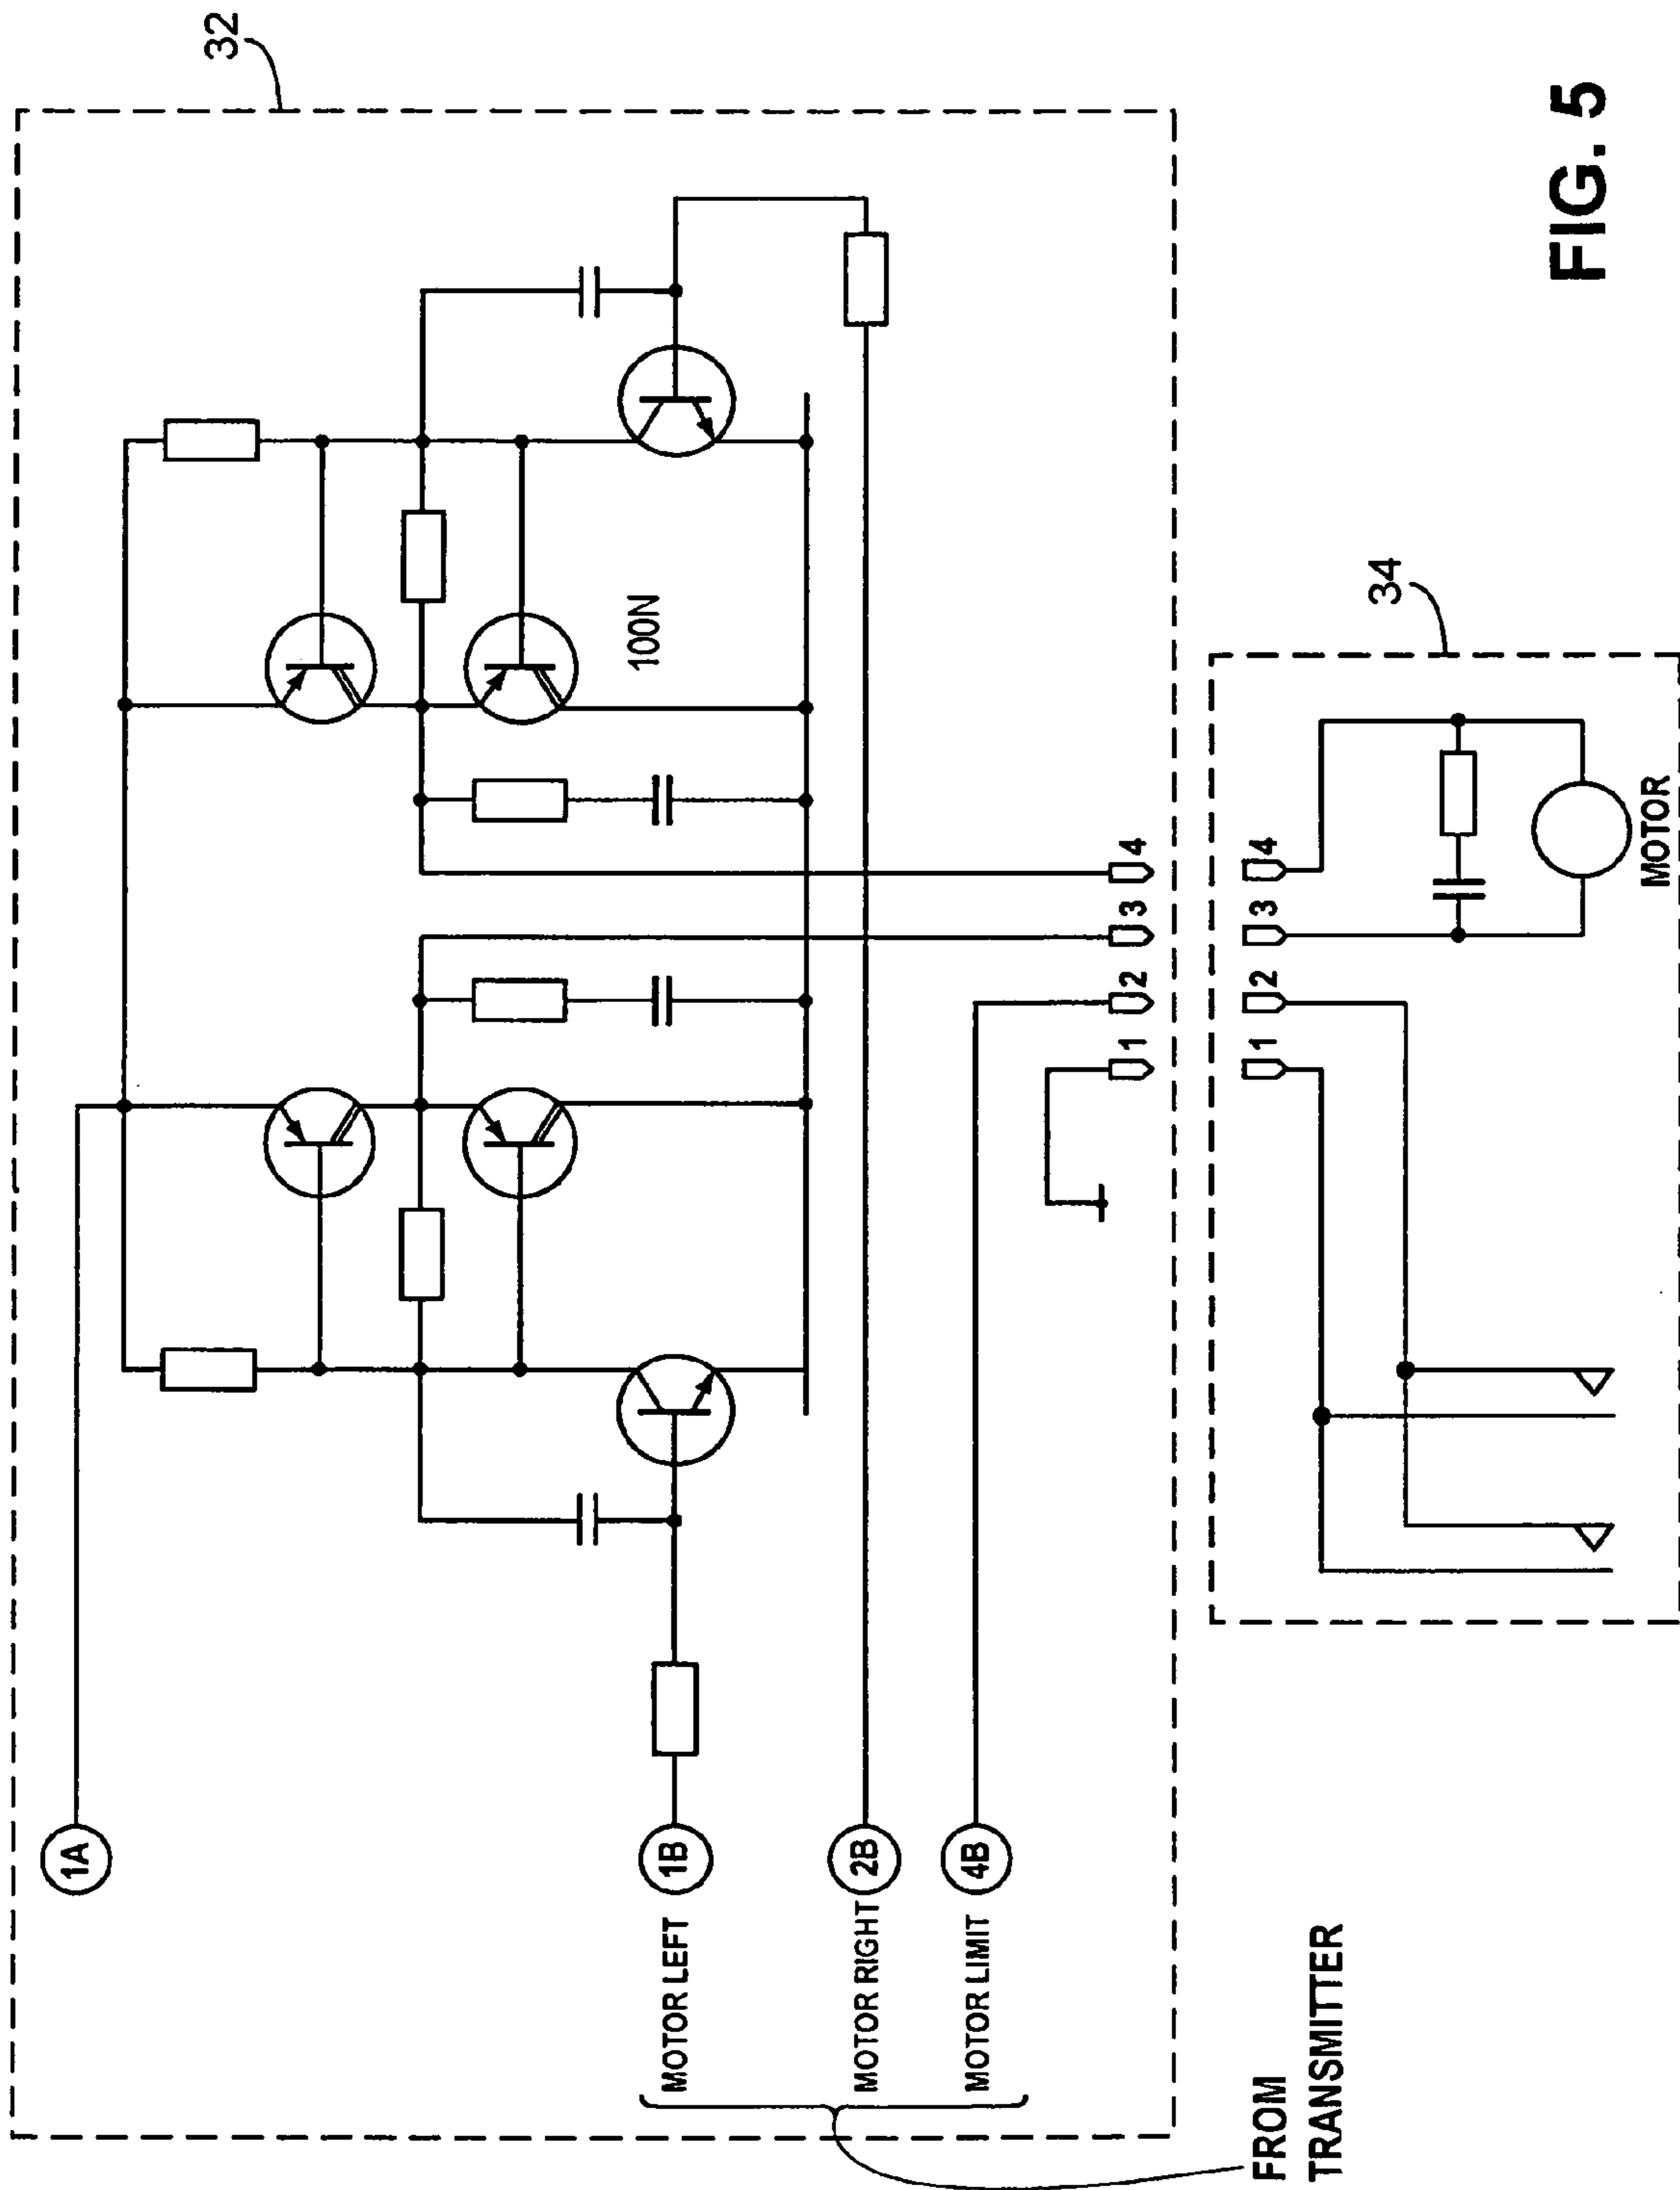 32
1A
100N
1B
MOTOR LEFT
2B
MOTOR RIGHT
4B
MOTOR LIMIT
1 2 3 4
34
1 2 3 4
MOTOR
FROM
TRANSMITTER
FIG. 5